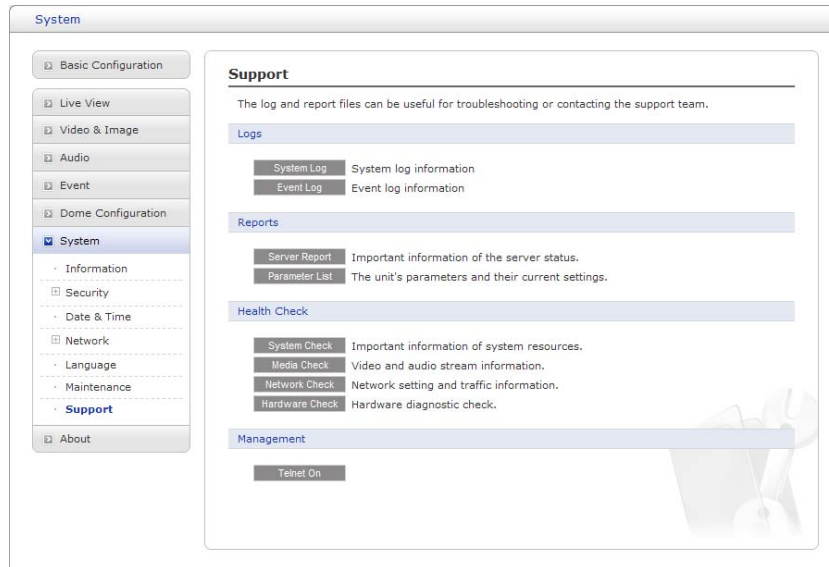 System
Basic Configuration
Live View
Video & Image
Audio
Event
Dome Configuration
System
Information
Security
Date & Time
Network
Language
Maintenance
Support
About
Support
The log and report files can be useful for troubleshooting or contacting the support team.
Logs
System Log System log information
Event Log Event log information
Reports
Server Report Important information of the server status.
Parameter List The unit's parameters and their current settings.
Health Check
System Check Important information of system resources.
Media Check Video and audio stream information.
Network Check Network setting and traffic information.
Hardware Check Hardware diagnostic check.
Management
Telnet On